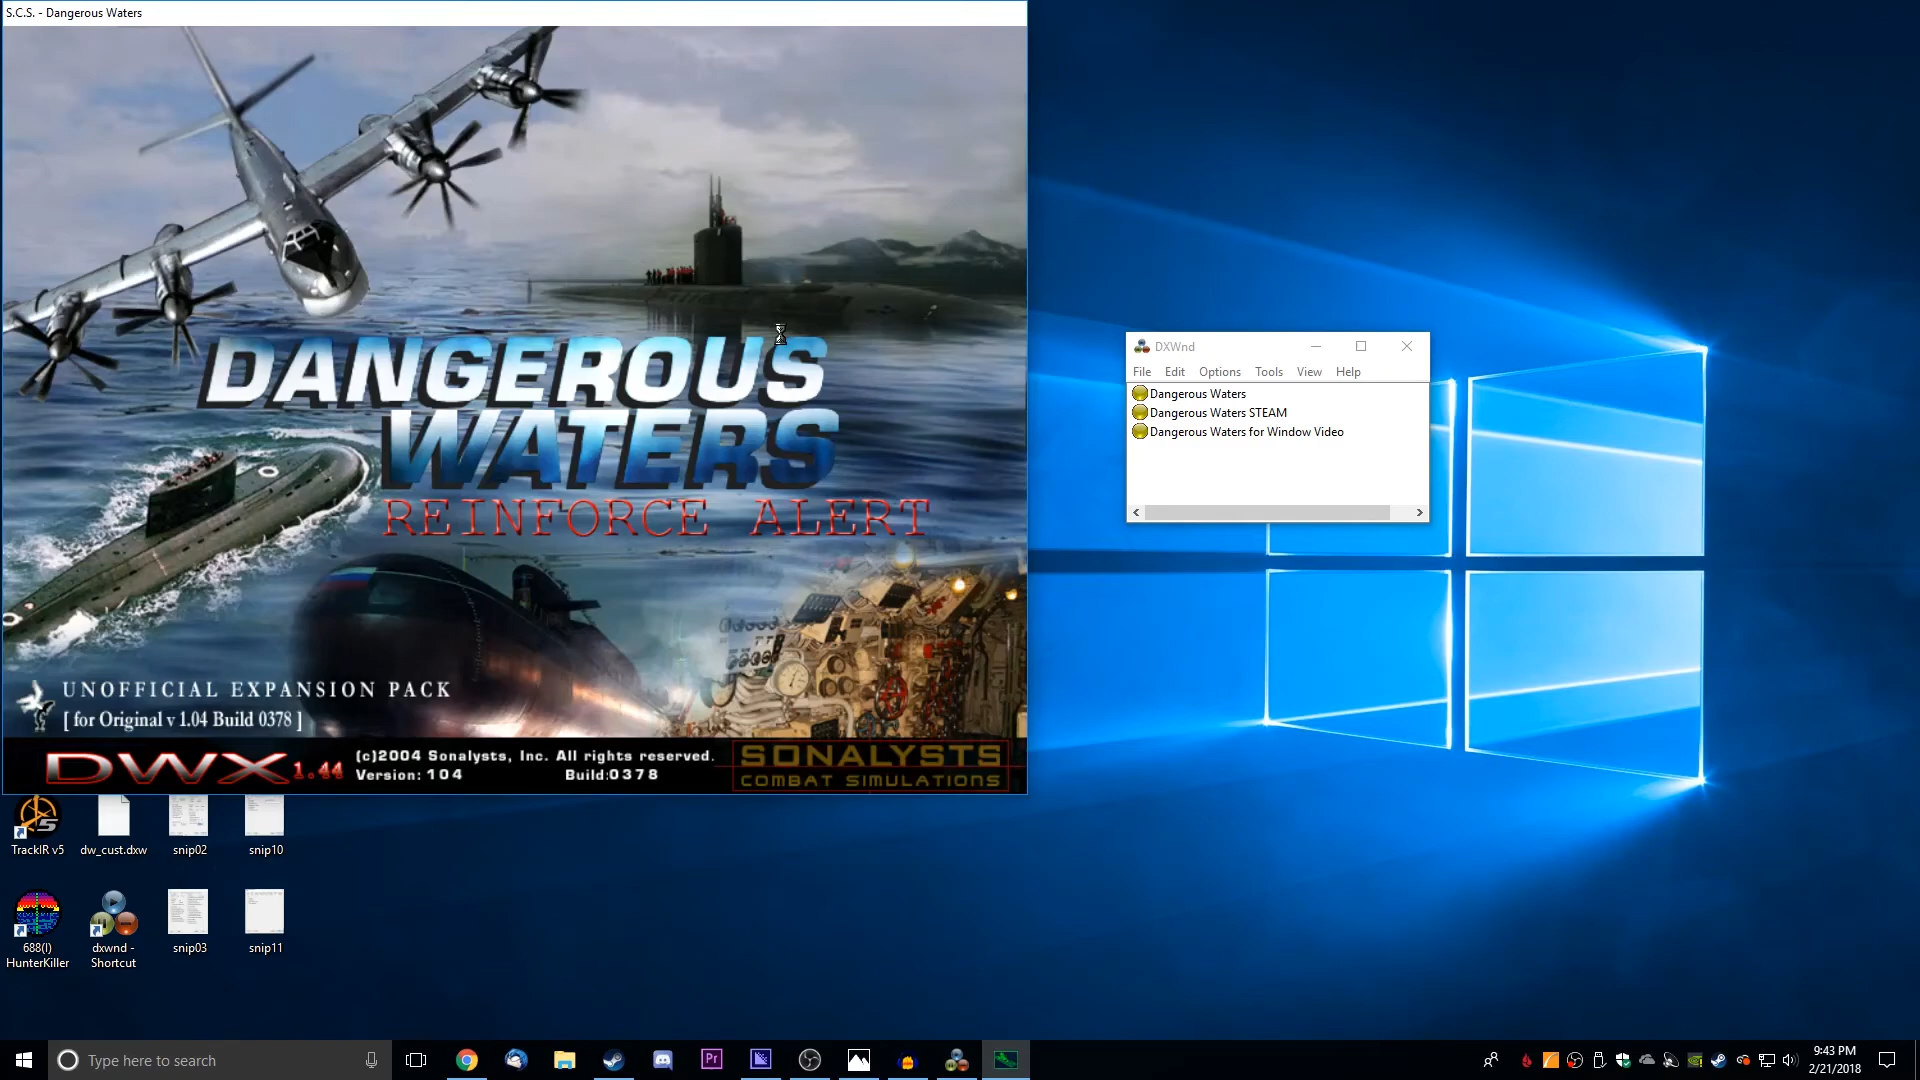 S.C.S. - Dangerous Waters
DANGEROUS
WATERS
REINFORCE ALERT
UNOFFICIAL EXPANSION PACK
[ for Original v 1.04 Build 0378 ]
DWX 1.44
(c)2004 Sonalysts, Inc. All rights reserved.
Version: 104 Build:0378
SONALYSTS
COMBAT SIMULATIONS
DXWnd
File Edit Options Tools View Help
Dangerous Waters
Dangerous Waters STEAM
Dangerous Waters for Window Video
TrackIR v5
dw_cust.dxw
snip02
snip10
688(I)
HunterKiller
dxwnd -
Shortcut
snip03
snip11
Type here to search
Pr
9:43 PM
2/21/2018